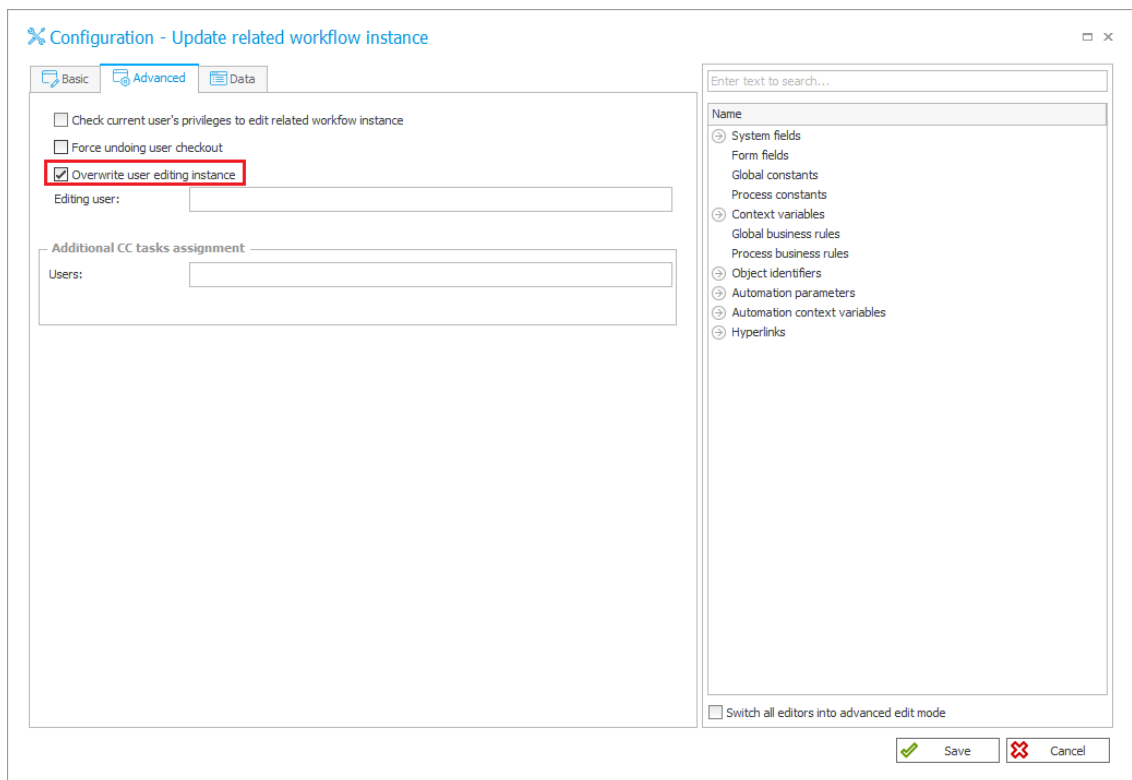 Configuration - Update related workflow instance
Basic
Advanced
Data
Check current user's privileges to edit related workfow instance
Force undoing user checkout
Overwrite user editing instance
Editing user:
Additional CC tasks assignment
Users:
Enter text to search...
Name
System fields
Form fields
Global constants
Process constants
Context variables
Global business rules
Process business rules
Object identifiers
Automation parameters
Automation context variables
Hyperlinks
Switch all editors into advanced edit mode
Save
Cancel